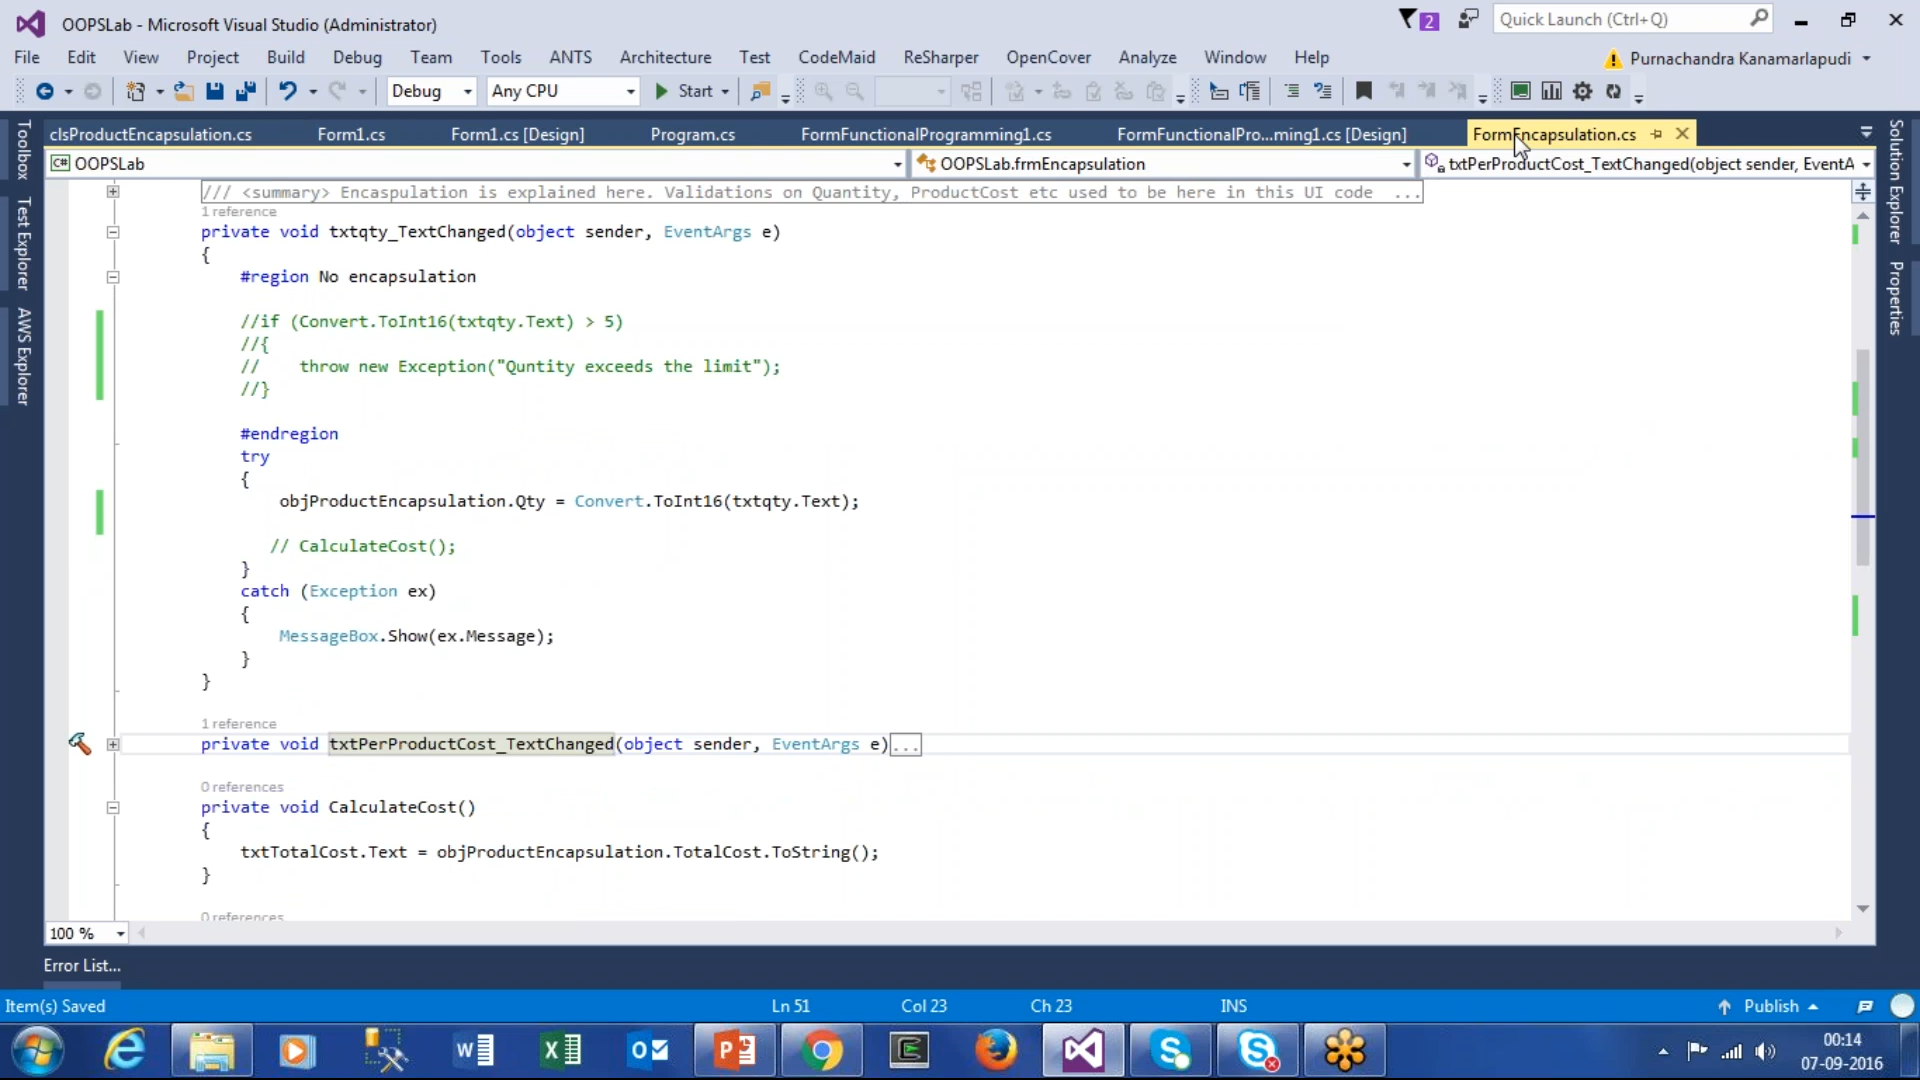 OOPSLab - Microsoft Visual Studio (Administrator)
2
Quick Launch (Ctrl+Q)
File Edit View Project Build Debug Team Tools ANTS Architecture Test CodeMaid ReSharper OpenCover Analyze Window Help
Purnachandra Kanamarlapudi
Debug Any CPU Start
clsProductEncapsulation.cs Form1.cs Form1.cs [Design] Program.cs FormFunctionalProgramming1.cs FormFunctionalPro...ming1.cs [Design] FormEncapsulation.cs
C# OOPSLab OOPSLab.frmEncapsulation txtPerProductCost_TextChanged(object sender, EventA
Toolbox
Test Explorer
AWS Explorer
Solution Explorer
Properties
/// <summary> Encaspulation is explained here. Validations on Quantity, ProductCost etc used to be here in this UI code ...
1 reference
private void txtqty_TextChanged(object sender, EventArgs e)
{
#region No encapsulation
//if (Convert.ToInt16(txtqty.Text) > 5)
//{
// throw new Exception("Quntity exceeds the limit");
//}
#endregion
try
{
objProductEncapsulation.Qty = Convert.ToInt16(txtqty.Text);
// CalculateCost();
}
catch (Exception ex)
{
MessageBox.Show(ex.Message);
}
}
1 reference
private void txtPerProductCost_TextChanged(object sender, EventArgs e)...
0 references
private void CalculateCost()
{
txtTotalCost.Text = objProductEncapsulation.TotalCost.ToString();
}
0 references
100 %
Error List...
Item(s) Saved Ln 51 Col 23 Ch 23 INS Publish
00:14
07-09-2016